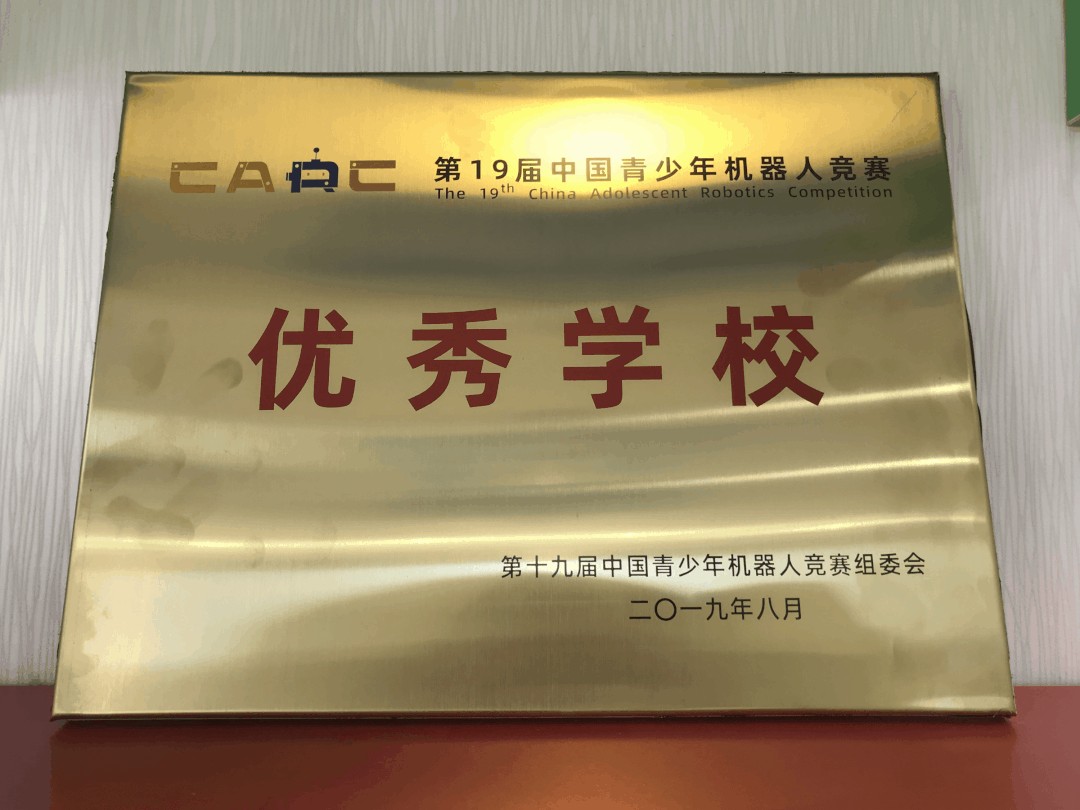 CARC 第19届中国青少年机器人竞赛
The 19th China Adolescent Robotics Competition
优秀学校
第十九届中国青少年机器人竞赛组委会
二〇一九年八月